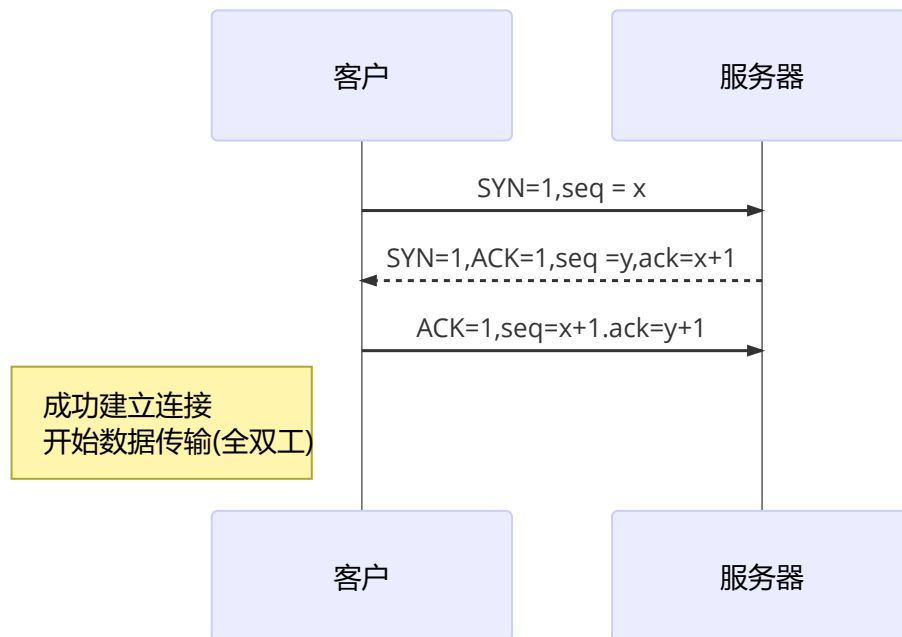 客户
服务器
SYN=1,seq = x
SYN=1,ACK=1,seq =y,ack=x+1
ACK=1,seq=x+1.ack=y+1
成功建立连接
开始数据传输(全双工)
客户
服务器